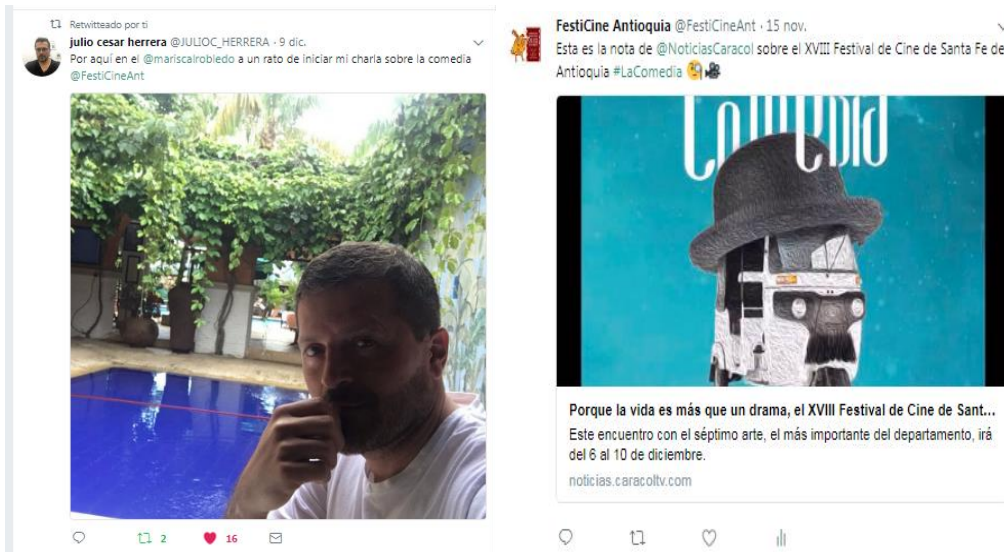 Retwitteado por ti
julio cesar herrera @JULIOC_HERRERA · 9 dic.
Por aquí en el @mariscalrobledo a un rato de iniciar mi charla sobre la comedia
@FestiCineAnt
2
16
FestiCine Antioquia @FestiCineAnt · 15 nov.
Esta es la nota de @NoticiasCaracol sobre el XVIII Festival de Cine de Santa Fe de
Antioquia #LaComedia 🧐🎥
Porque la vida es más que un drama, el XVIII Festival de Cine de Sant...
Este encuentro con el séptimo arte, el más importante del departamento, irá
del 6 al 10 de diciembre.
noticias.caracoltv.com